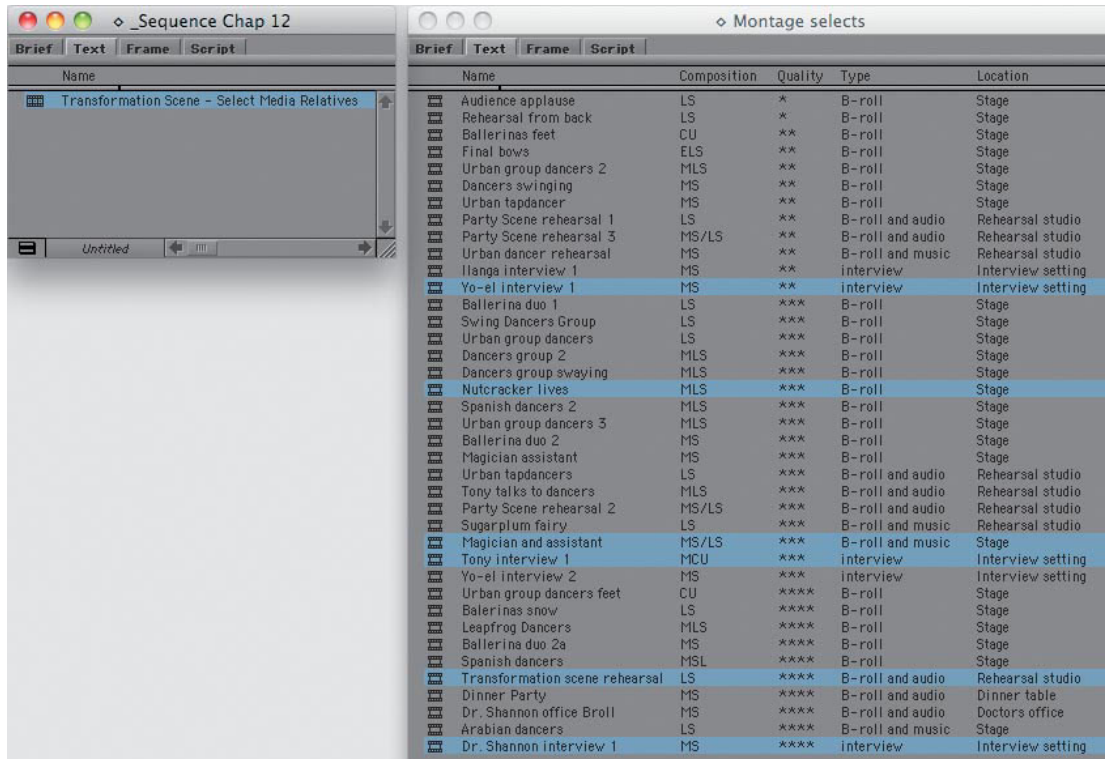 _Sequence Chap 12
Brief Text Frame Script
Name
Transformation Scene - Select Media Relatives
Untitled
Montage selects
Brief Text Frame Script
Name Composition Quality Type Location
Audience applause LS * B-roll Stage
Rehearsal from back LS * B-roll Stage
Ballerinas feet CU ** B-roll Stage
Final bows ELS ** B-roll Stage
Urban group dancers 2 MLS ** B-roll Stage
Dancers swinging MS ** B-roll Stage
Urban tapdancer MS ** B-roll Stage
Party Scene rehearsal 1 LS ** B-roll and audio Rehearsal studio
Party Scene rehearsal 3 MS/LS ** B-roll and audio Rehearsal studio
Urban dancer rehearsal MS ** B-roll and music Rehearsal studio
Ilanga interview 1 MS ** interview Interview setting
Yo-el interview 1 MS ** interview Interview setting
Ballerina duo 1 LS *** B-roll Stage
Swing Dancers Group LS *** B-roll Stage
Urban group dancers LS *** B-roll Stage
Dancers group 2 MLS *** B-roll Stage
Dancers group swaying MLS *** B-roll Stage
Nutcracker lives MLS *** B-roll Stage
Spanish dancers 2 MLS *** B-roll Stage
Urban group dancers 3 MLS *** B-roll Stage
Ballerina duo 2 MS *** B-roll Stage
Magician assistant MS *** B-roll Stage
Urban tapdancers LS *** B-roll and audio Rehearsal studio
Tony talks to dancers MLS *** B-roll and audio Rehearsal studio
Party Scene rehearsal 2 MS/LS *** B-roll and audio Rehearsal studio
Sugarplum fairy LS *** B-roll and music Rehearsal studio
Magician and assistant MS/LS *** B-roll and music Stage
Tony interview 1 MCU *** interview Interview setting
Yo-el interview 2 MS *** interview Interview setting
Urban group dancers feet CU **** B-roll Stage
Balerinas snow LS **** B-roll Stage
Leapfrog Dancers MLS **** B-roll Stage
Ballerina duo 2a MS **** B-roll Stage
Spanish dancers MSL **** B-roll Stage
Transformation scene rehearsal LS **** B-roll and audio Rehearsal studio
Dinner Party MS **** B-roll and audio Dinner table
Dr. Shannon office Broll MS **** B-roll and audio Doctors office
Arabian dancers LS **** B-roll and music Stage
Dr. Shannon interview 1 MS **** interview Interview setting